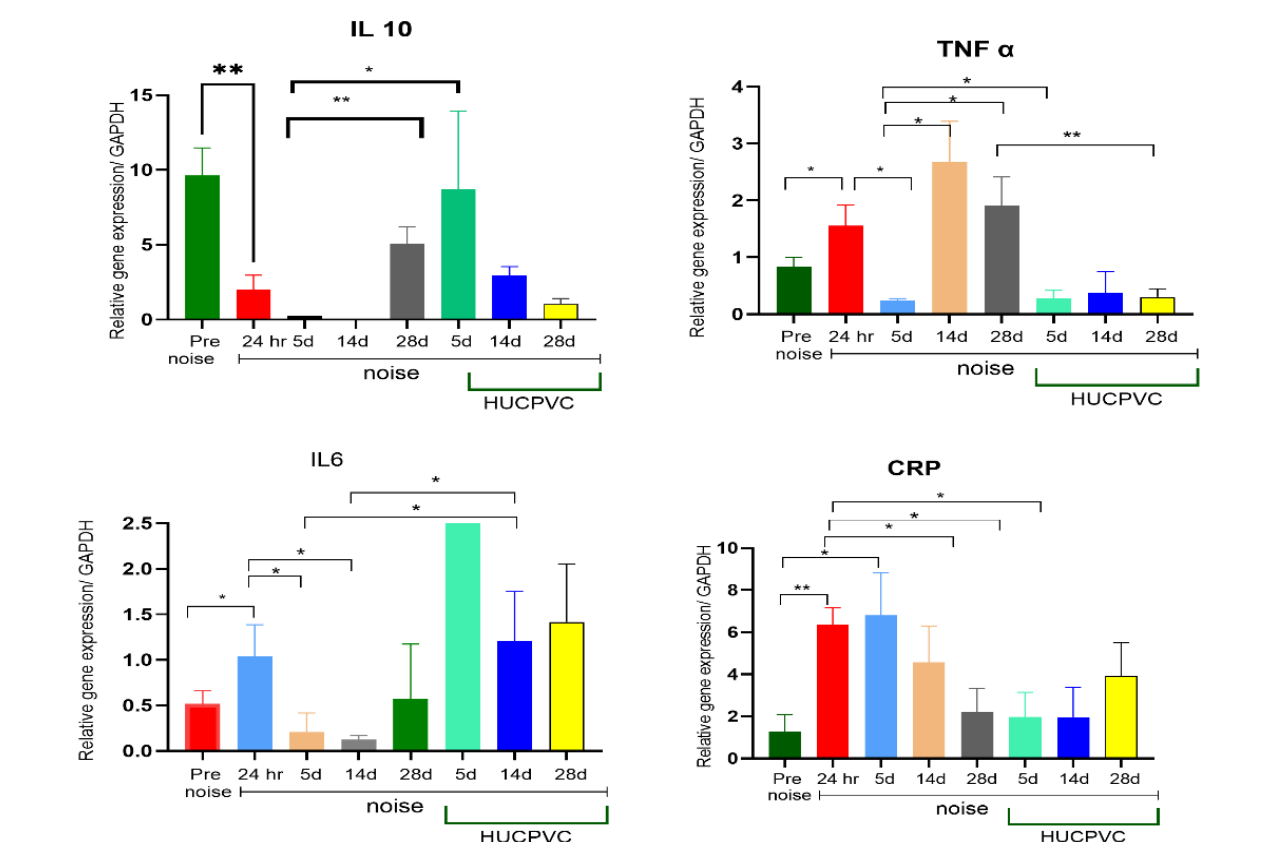 IL 10
Relative gene expression/ GAPDH
**
*
**
15
10
5
0
Pre noise
24 hr
5d
14d
28d
5d
14d
28d
noise
HUCPVC
TNF α
Relative gene expression/ GAPDH
*
*
*
**
*
*
4
3
2
1
0
Pre noise
24 hr
5d
14d
28d
5d
14d
28d
noise
HUCPVC
IL6
Relative gene expression/ GAPDH
*
*
*
*
*
2.5
2.0
1.5
1.0
0.5
0.0
Pre noise
24 hr
5d
14d
28d
5d
14d
28d
noise
HUCPVC
CRP
Relative gene expression/ GAPDH
*
*
*
*
**
10
8
6
4
2
0
Pre noise
24 hr
5d
14d
28d
5d
14d
28d
noise
HUCPVC